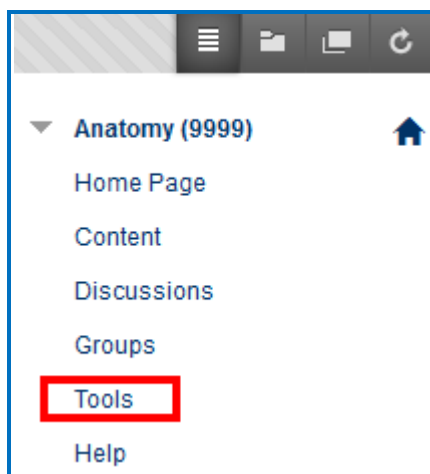 Anatomy (9999)
Home Page
Content
Discussions
Groups
Tools
Help